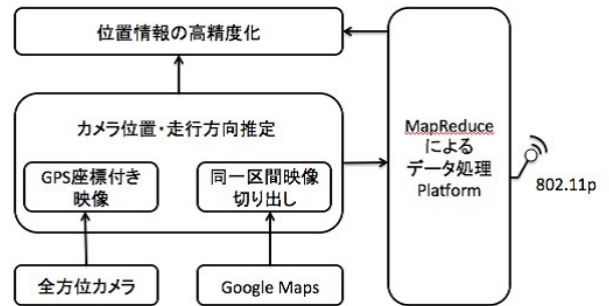 位置情報の高精度化
カメラ位置・走行方向推定
GPS座標付き
映像
同一区間映像
切り出し
全方位カメラ
Google Maps
MapReduce
による
データ処理
Platform
802.11p